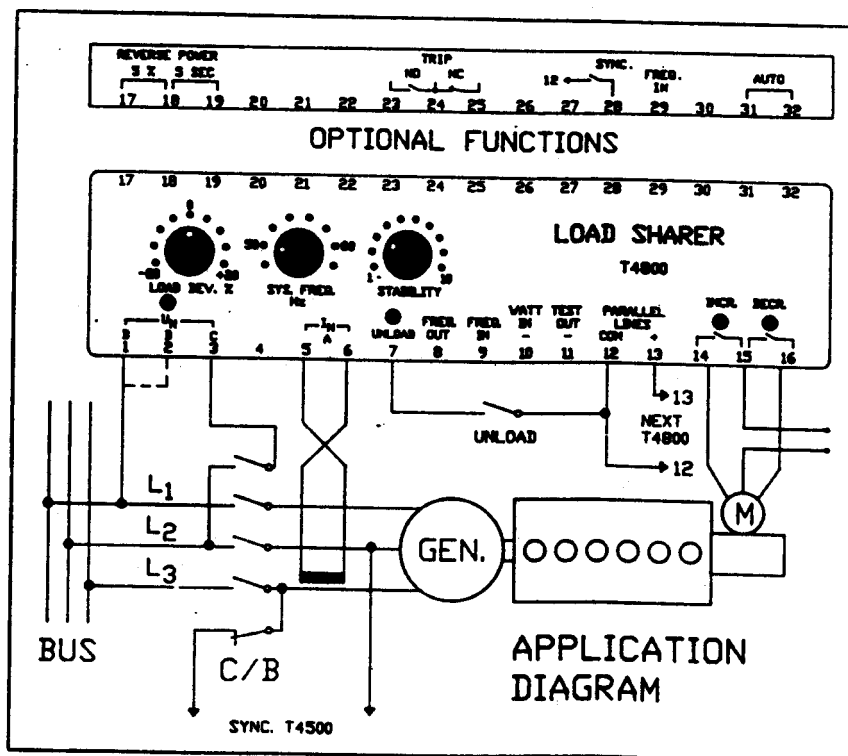 REVERSE POWER
5 % 5 SEC
TRIP
NO NC
SYNC.
12
FREQ. IN
AUTO
17 18 19 20 21 22 23 24 25 26 27 28 29 30 31 32
OPTIONAL FUNCTIONS
17 18 19 20 21 22 23 24 25 26 27 28 29 30 31 32
0
-20 +20
LOAD DEV. %
50 60
SYS. FREQ.
Hz
1 10
STABILITY
LOAD SHARER
T4800
UN
IN
A
UNLOAD
FREQ. OUT
FREQ. IN
WATT IN
-
TEST OUT
-
PARALLEL LINES
COM +
INCR. DECR.
1 2 3 4 5 6 7 8 9 10 11 12 13 14 15 16
UNLOAD
13
NEXT
T4800
12
L1
L2
L3
GEN.
M
BUS
C/B
SYNC. T4500
APPLICATION
DIAGRAM